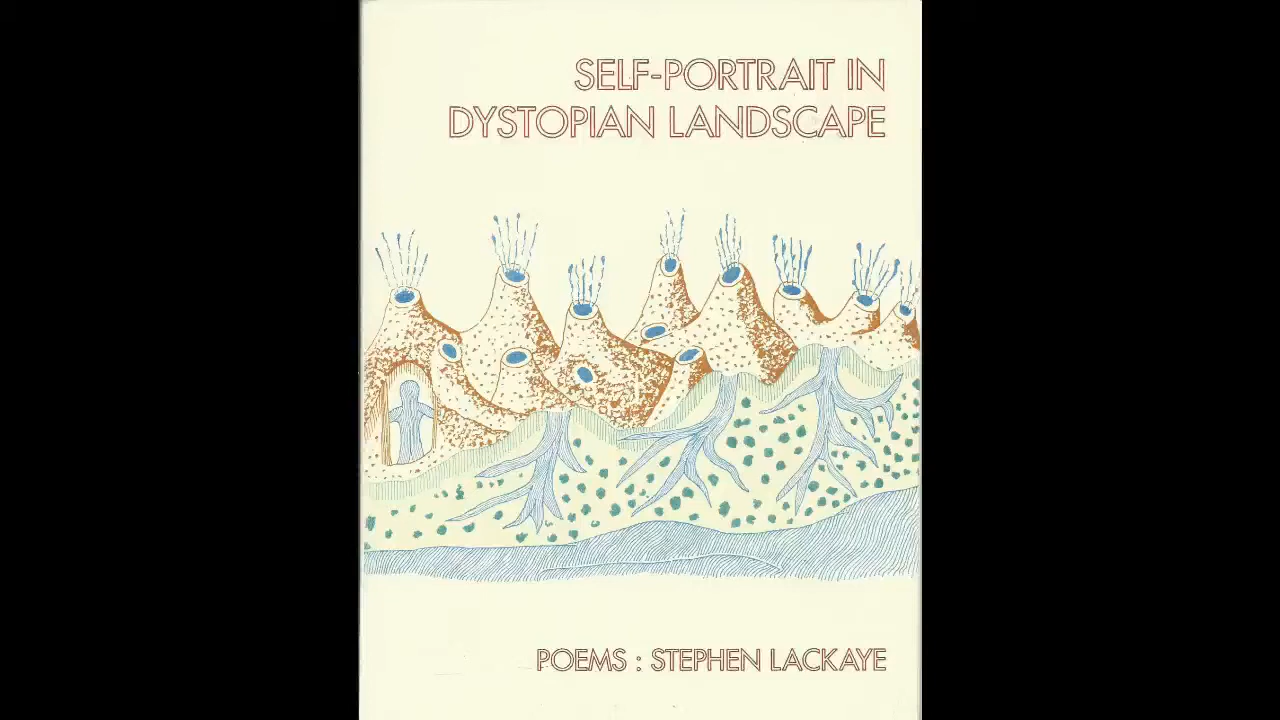 SELF-PORTRAIT IN
DYSTOPIAN LANDSCAPE
POEMS : STEPHEN LACKAYE